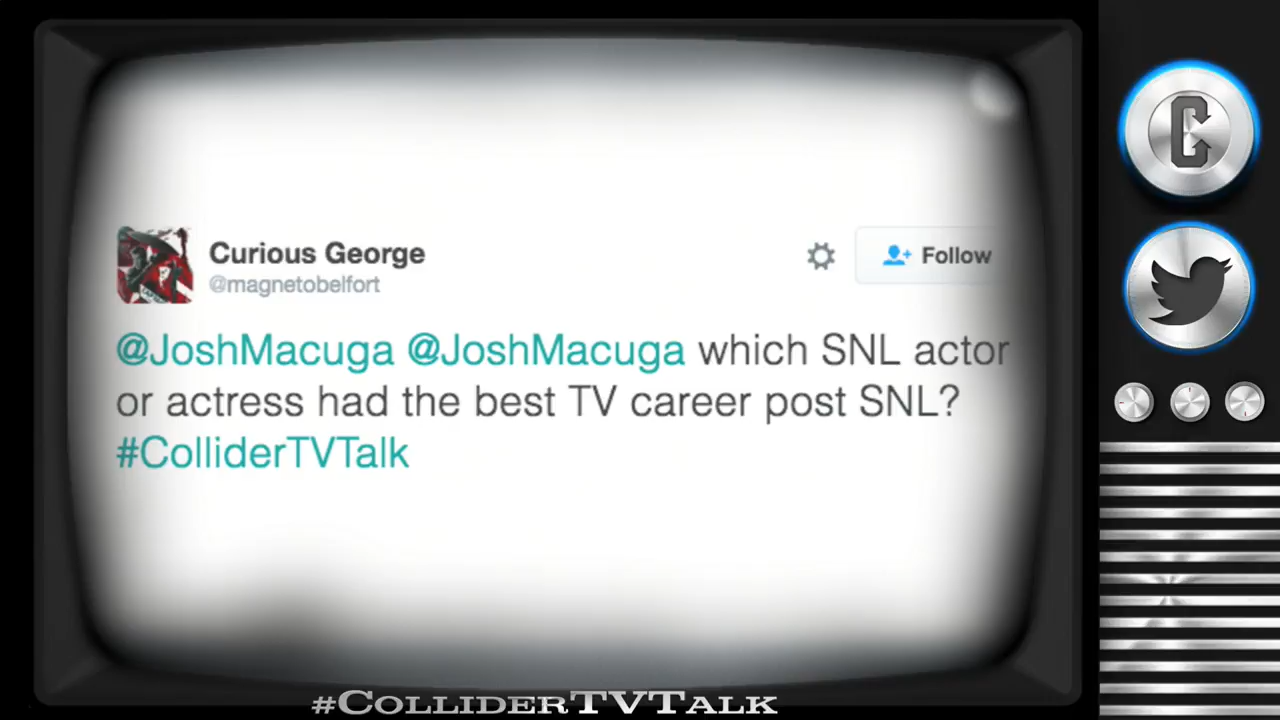 Curious George
@magnetobelfort
Follow
@JoshMacuga @JoshMacuga which SNL actor
or actress had the best TV career post SNL?
#ColliderTVTalk
#ColliderTVTalk